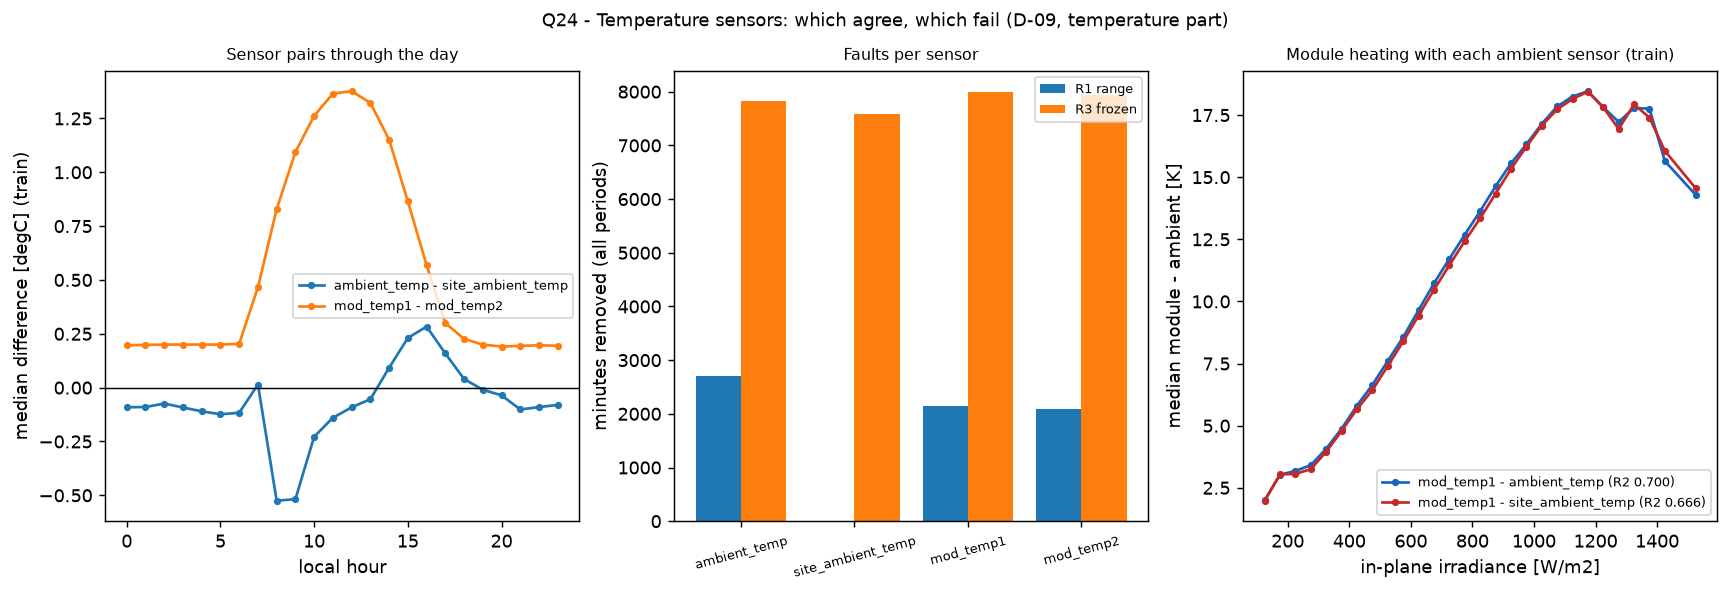 Q24 - Temperature sensors: which agree, which fail (D-09, temperature part)
Sensor pairs through the day
median difference [degC] (train)
1.25
1.00
0.75
0.50
0.25
0.00
−0.25
−0.50
ambient_temp - site_ambient_temp
mod_temp1 - mod_temp2
0
5
10
15
20
local hour
Faults per sensor
minutes removed (all periods)
8000
7000
6000
5000
4000
3000
2000
1000
0
R1 range
R3 frozen
ambient_temp
site_ambient_temp
mod_temp1
mod_temp2
Module heating with each ambient sensor (train)
median module - ambient [K]
17.5
15.0
12.5
10.0
7.5
5.0
2.5
mod_temp1 - ambient_temp (R2 0.700)
mod_temp1 - site_ambient_temp (R2 0.666)
200
400
600
800
1000
1200
1400
in-plane irradiance [W/m2]